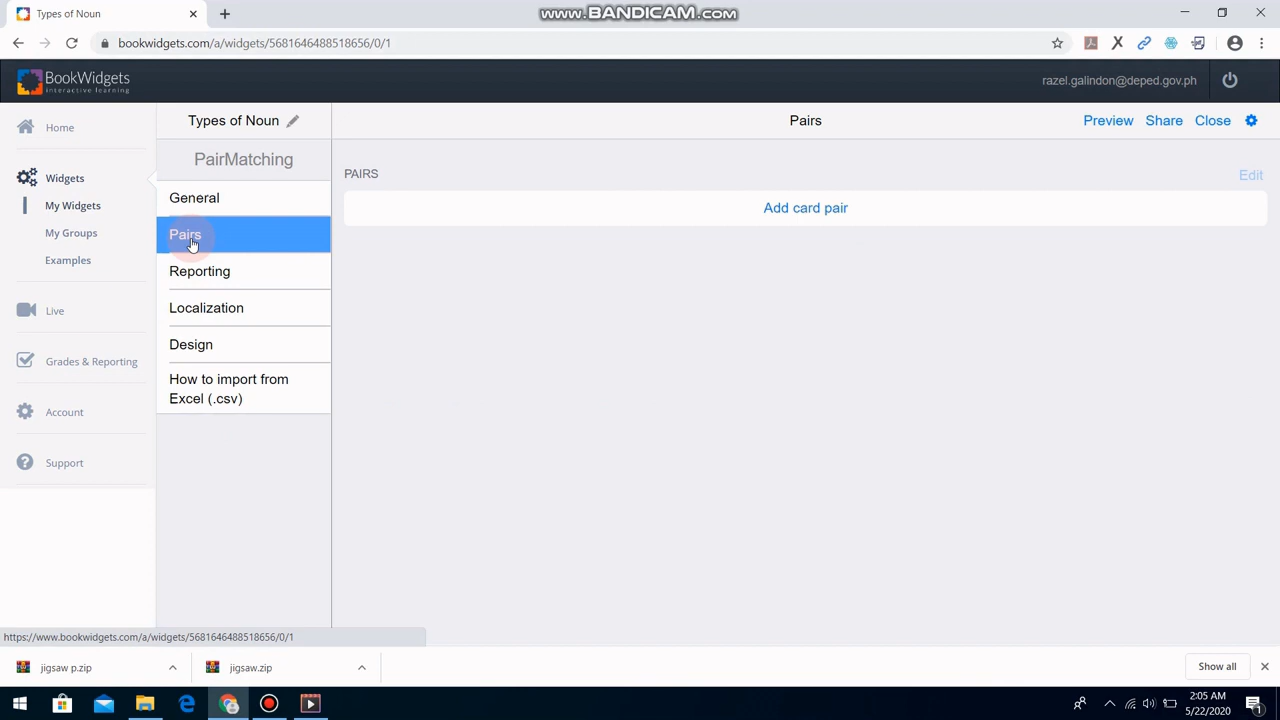 Types of Noun
www.BANDICAM.com
bookwidgets.com/a/widgets/5681646488518656/0/1
BookWidgets
interactive learning
razel.galindon@deped.gov.ph
Home
Widgets
My Widgets
My Groups
Examples
Live
Grades & Reporting
Account
Support
Types of Noun
PairMatching
General
Pairs
Reporting
Localization
Design
How to import from
Excel (.csv)
Pairs
Preview Share Close
PAIRS
Edit
Add card pair
https://www.bookwidgets.com/a/widgets/5681646488518656/0/1
jigsaw p.zip
jigsaw.zip
Show all
2:05 AM
5/22/2020
1